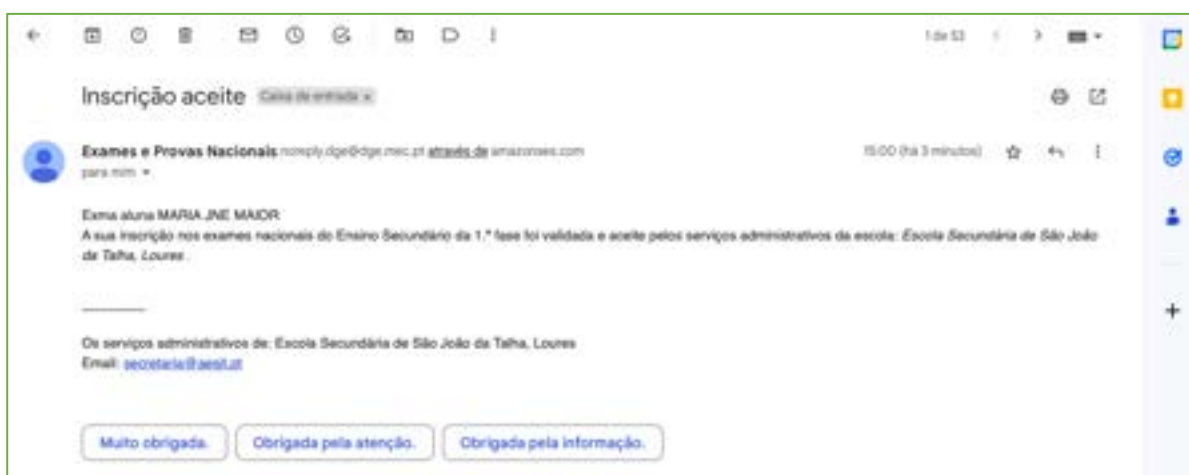 1 de 53
Inscrição aceite Caixa de entrada x
Exames e Provas Nacionais noreply.dge@dge.mec.pt através de amazonses.com
15:00 (há 3 minutos)
para mim
Exma aluna MARIA JNE MAIOR
A sua inscrição nos exames nacionais do Ensino Secundário da 1.ª fase foi validada e aceite pelos serviços administrativos da escola: Escola Secundária de São João
da Talha, Loures .
Os serviços administrativos de: Escola Secundária de São João da Talha, Loures
Email: secretaria@aesjt.pt
Muito obrigada.
Obrigada pela atenção.
Obrigada pela informação.